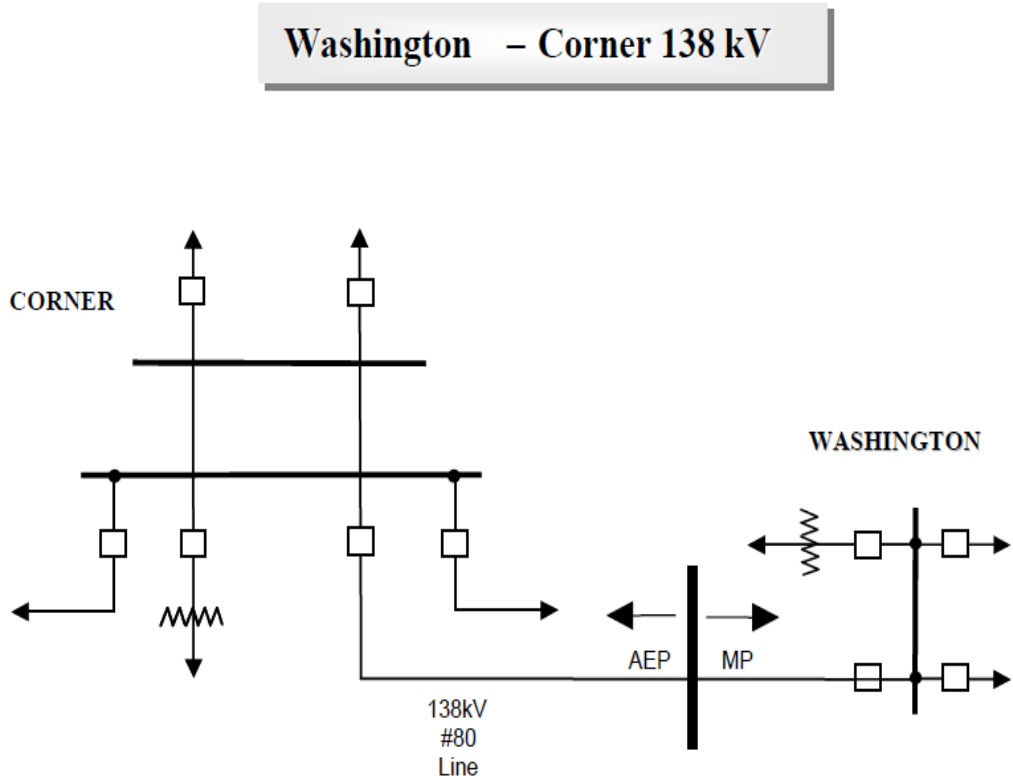 Washington – Corner 138 kV
CORNER
WASHINGTON
AEP
MP
138kV
#80
Line